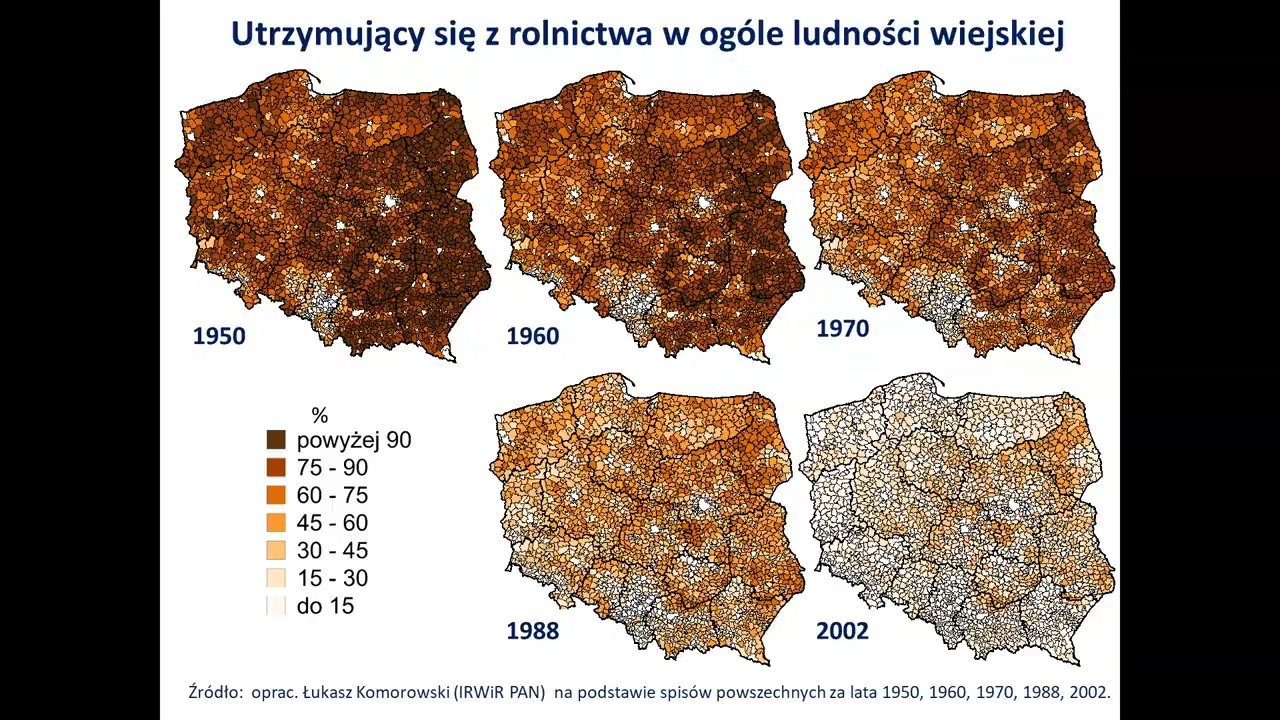 Utrzymujący się z rolnictwa w ogóle ludności wiejskiej
1950
1960
1970
%
powyżej 90
75 - 90
60 - 75
45 - 60
30 - 45
15 - 30
do 15
1988
2002
Źródło: oprac. Łukasz Komorowski (IRWiR PAN) na podstawie spisów powszechnych za lata 1950, 1960, 1970, 1988, 2002.